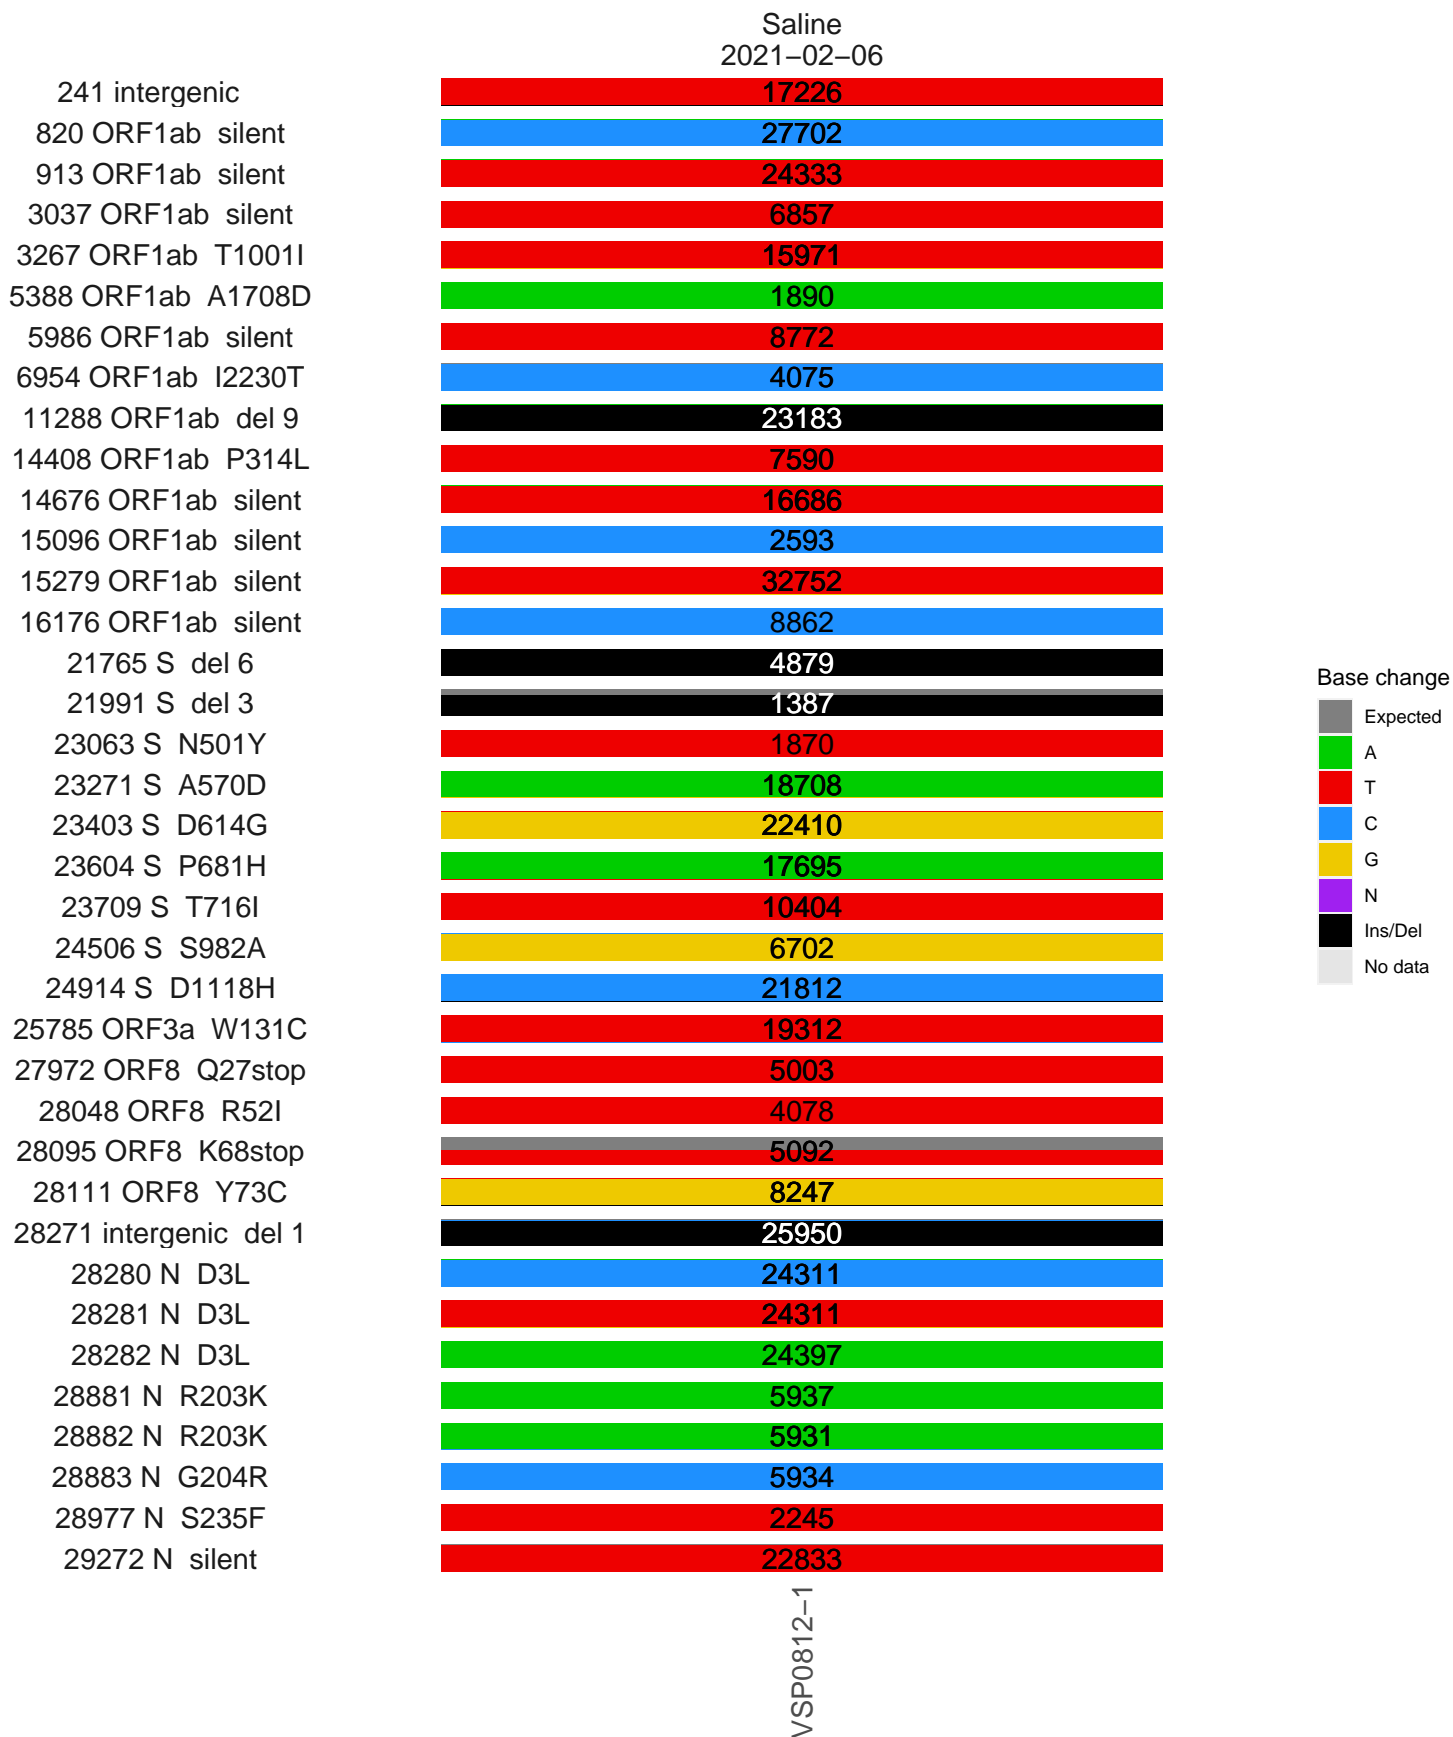 Saline
2021−02−06
241 intergenic 17226
820 ORF1ab silent 27702
913 ORF1ab silent 24333
3037 ORF1ab silent 6857
3267 ORF1ab T1001I 15971
5388 ORF1ab A1708D 1890
5986 ORF1ab silent 8772
6954 ORF1ab I2230T 4075
11288 ORF1ab del 9 23183
14408 ORF1ab P314L 7590
14676 ORF1ab silent 16686
15096 ORF1ab silent 2593
15279 ORF1ab silent 32752
16176 ORF1ab silent 8862
21765 S del 6 4879
21991 S del 3 1387
23063 S N501Y 1870
23271 S A570D 18708
23403 S D614G 22410
23604 S P681H 17695
23709 S T716I 10404
24506 S S982A 6702
24914 S D1118H 21812
25785 ORF3a W131C 19312
27972 ORF8 Q27stop 5003
28048 ORF8 R52I 4078
28095 ORF8 K68stop 5092
28111 ORF8 Y73C 8247
28271 intergenic del 1 25950
28280 N D3L 24311
28281 N D3L 24311
28282 N D3L 24397
28881 N R203K 5937
28882 N R203K 5931
28883 N G204R 5934
28977 N S235F 2245
29272 N silent 22833
VSP0812−1
Base change
Expected
A
T
C
G
N
Ins/Del
No data